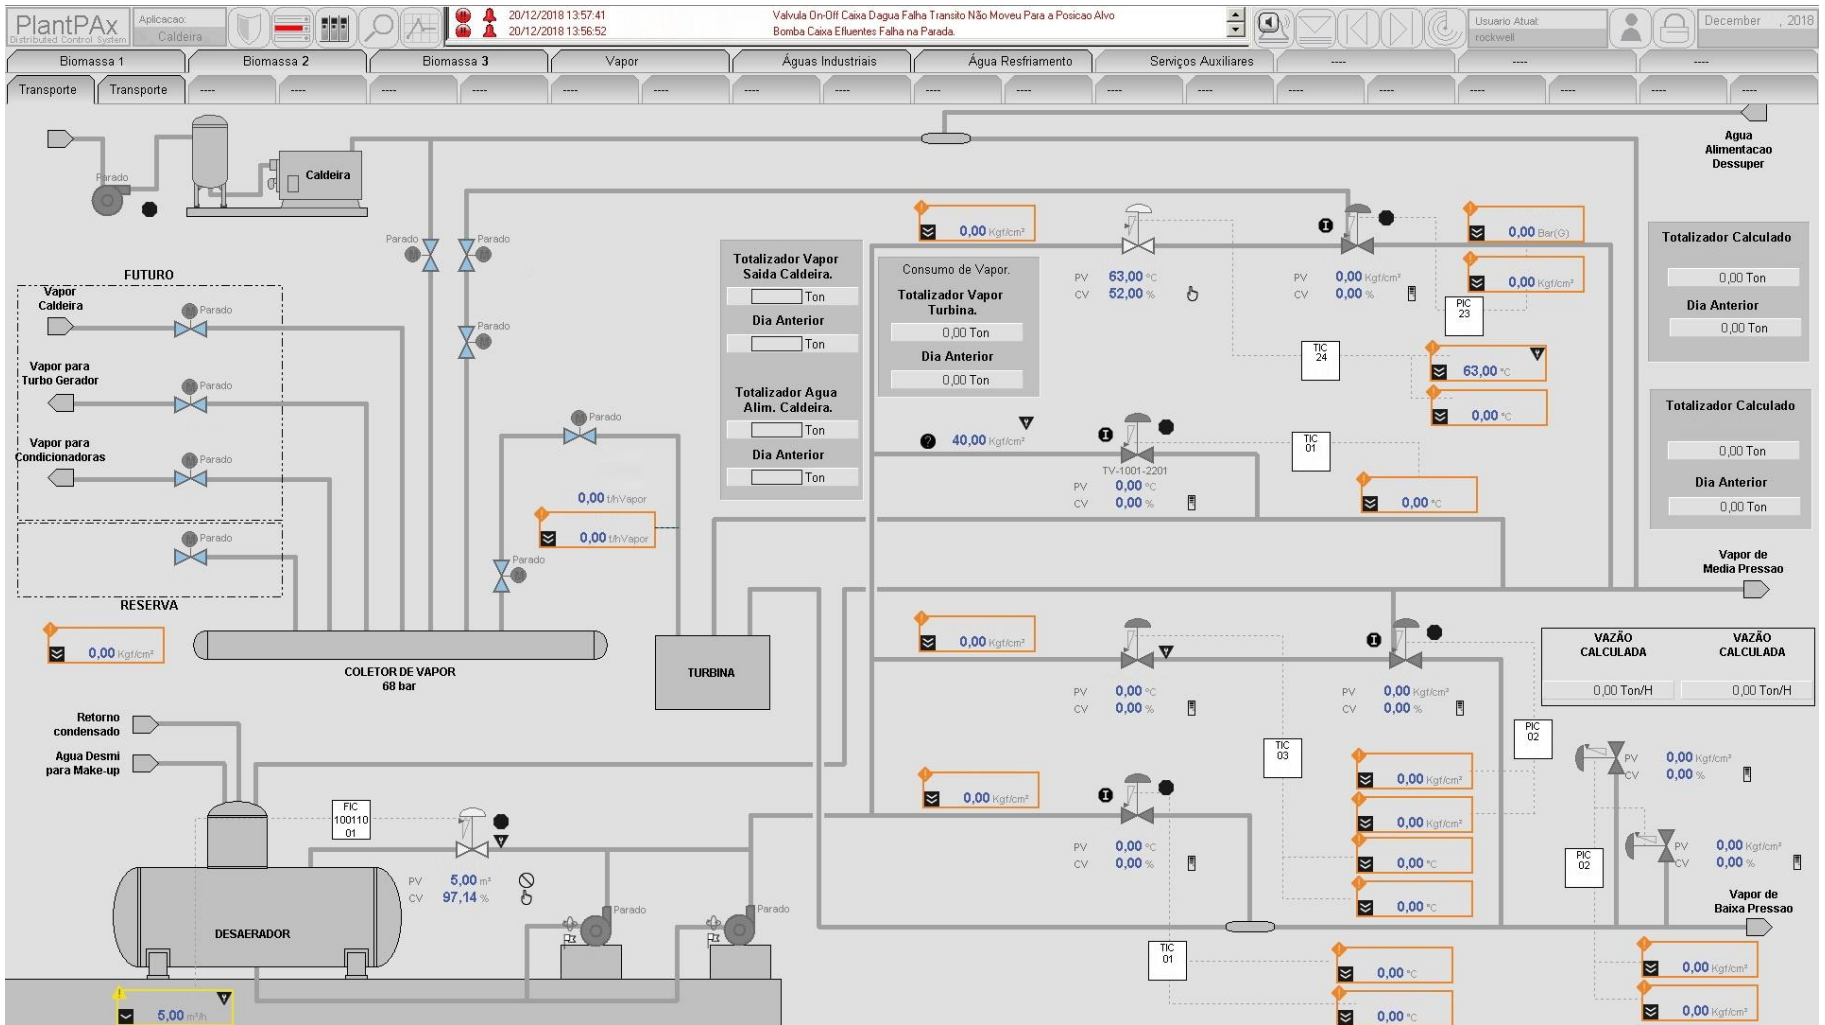 PlantPAx
Distributed Control System
Aplicacao:
Caldeira
20/12/2018 13:57:41 Valvula On-Off Caixa Dagua Falha Transito Não Moveu Para a Posicao Alvo
20/12/2018 13:56:52 Bomba Caixa Efluentes Falha na Parada.
Usuario Atual:
rockwell
December , 2018
Biomassa 1 Biomassa 2 Biomassa 3 Vapor Águas Industriais Água Resfriamento Serviços Auxiliares ---- ---- ----
Transporte Transporte ---- ---- ---- ---- ---- ---- ---- ---- ---- ---- ---- ---- ---- ---- ---- ---- ---- ----
Agua
Alimentacao
Dessuper
Parado
Caldeira
Parado
Parado
Parado
FUTURO
Vapor
Caldeira
Parado
Vapor para
Turbo Gerador
Parado
Vapor para
Condicionadoras
Parado
Parado
RESERVA
0,00 Kgf/cm²
COLETOR DE VAPOR
68 bar
M
M
M
M
M
M
M
M
M
Parado
Parado
0,00 t/hVapor
0,00 t/hVapor
TURBINA
Totalizador Vapor
Saida Caldeira.
Ton
Dia Anterior
Ton
Totalizador Agua
Alim. Caldeira.
Ton
Dia Anterior
Ton
Consumo de Vapor.
Totalizador Vapor
Turbina.
0,00 Ton
Dia Anterior
0,00 Ton
0,00 Kgf/cm²
PV 63,00 °C
CV 52,00 %
I
PV 0,00 Kgf/cm²
CV 0,00 %
0,00 Bar(G)
0,00 Kgf/cm²
PIC
23
TIC
24
63,00 °C
0,00 °C
? 40,00 Kgf/cm²
I
TV-1001-2201
PV 0,00 °C
CV 0,00 %
TIC
01
0,00 °C
Totalizador Calculado
0,00 Ton
Dia Anterior
0,00 Ton
Totalizador Calculado
0,00 Ton
Dia Anterior
0,00 Ton
Vapor de
Media Pressao
0,00 Kgf/cm²
PV 0,00 °C
CV 0,00 %
I
PV 0,00 Kgf/cm²
CV 0,00 %
VAZÃO
CALCULADA
0,00 Ton/H
VAZÃO
CALCULADA
0,00 Ton/H
PIC
02
TIC
03
0,00 Kgf/cm²
0,00 Kgf/cm²
0,00 °C
0,00 °C
PV 0,00 Kgf/cm²
CV 0,00 %
PV 0,00 Kgf/cm²
CV 0,00 %
PIC
02
Vapor de
Baixa Pressao
0,00 Kgf/cm²
0,00 Kgf/cm²
0,00 Kgf/cm²
I
PV 0,00 °C
CV 0,00 %
TIC
01
0,00 °C
0,00 °C
Retorno
condensado
Agua Desmi
para Make-up
FIC
100110
01
PV 5,00 m³
CV 97,14 %
Parado
Parado
DESAERADOR
5,00 m³/h